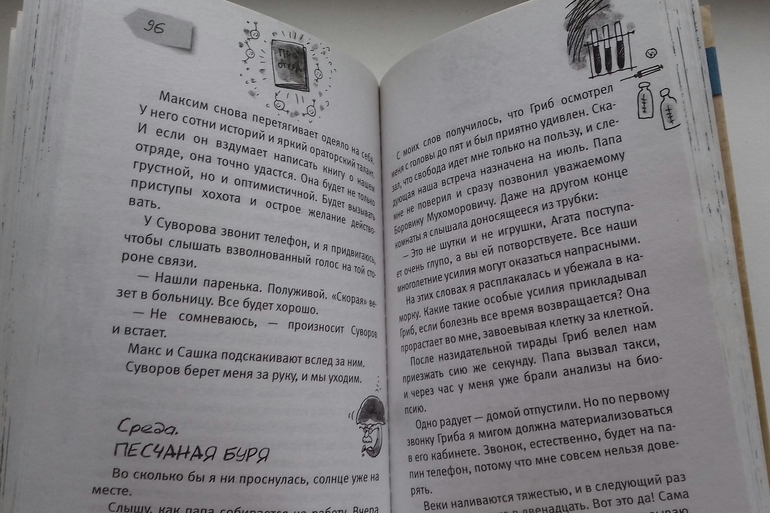 96
Максим снова перетягивает одеяло на себя.
У него сотни историй и яркий ораторский талант.
И если он вздумает написать книгу о нашем
отряде, она точно удастся. Она будет не только
грустной, но и оптимистичной. Будет вызывать
приступы хохота и острое желание действо-
вать.
У Суворова звонит телефон, и я придвигаюсь,
чтобы слышать взволнованный голос на той сто-
роне связи.
— Нашли паренька. Полуживой. «Скорая» ве-
зет в больницу. Все будет хорошо.
— Не сомневаюсь, — произносит Суворов
и встает.
Макс и Сашка подскакивают вслед за ним.
Суворов берет меня за руку, и мы уходим.
Среда.
ПЕСЧАНАЯ БУРЯ
Во сколько бы я ни проснулась, солнце уже на
месте.
Слышу, как папа собирается на работу. Вчера
С моих слов получилось, что Гриб осмотрел
меня с головы до пят и был приятно удивлен. Ска-
зал, что свобода идет мне только на пользу, и сле-
дующая наша встреча назначена на июль. Папа
мне не поверил и сразу позвонил уважаемому
Боровику Мухоморовичу. Даже на другом конце
комнаты я слышала доносящееся из трубки:
— Это не шутки и не игрушки, Агата поступа-
ет очень глупо, а вы ей потворствуете. Все наши
многолетние усилия могут оказаться напрасными.
На этих словах я расплакалась и убежала в ка-
морку. Какие такие особые усилия прикладывал
Гриб, если болезнь все время возвращается? Она
прорастает во мне, завоевывая клетку за клеткой.
После назидательной тирады Гриб велел нам
приезжать сию же секунду. Папа вызвал такси,
и через час у меня уже брали анализы на био-
псию.
Одно радует — домой отпустили. Но по первому
звонку Гриба я мигом должна материализоваться
в его кабинете. Звонок, естественно, будет на па-
пин телефон, потому что мне совсем нельзя дове-
рять.
Веки наливаются тяжестью, и в следующий раз
в двенадцать. Вот это да! Сама